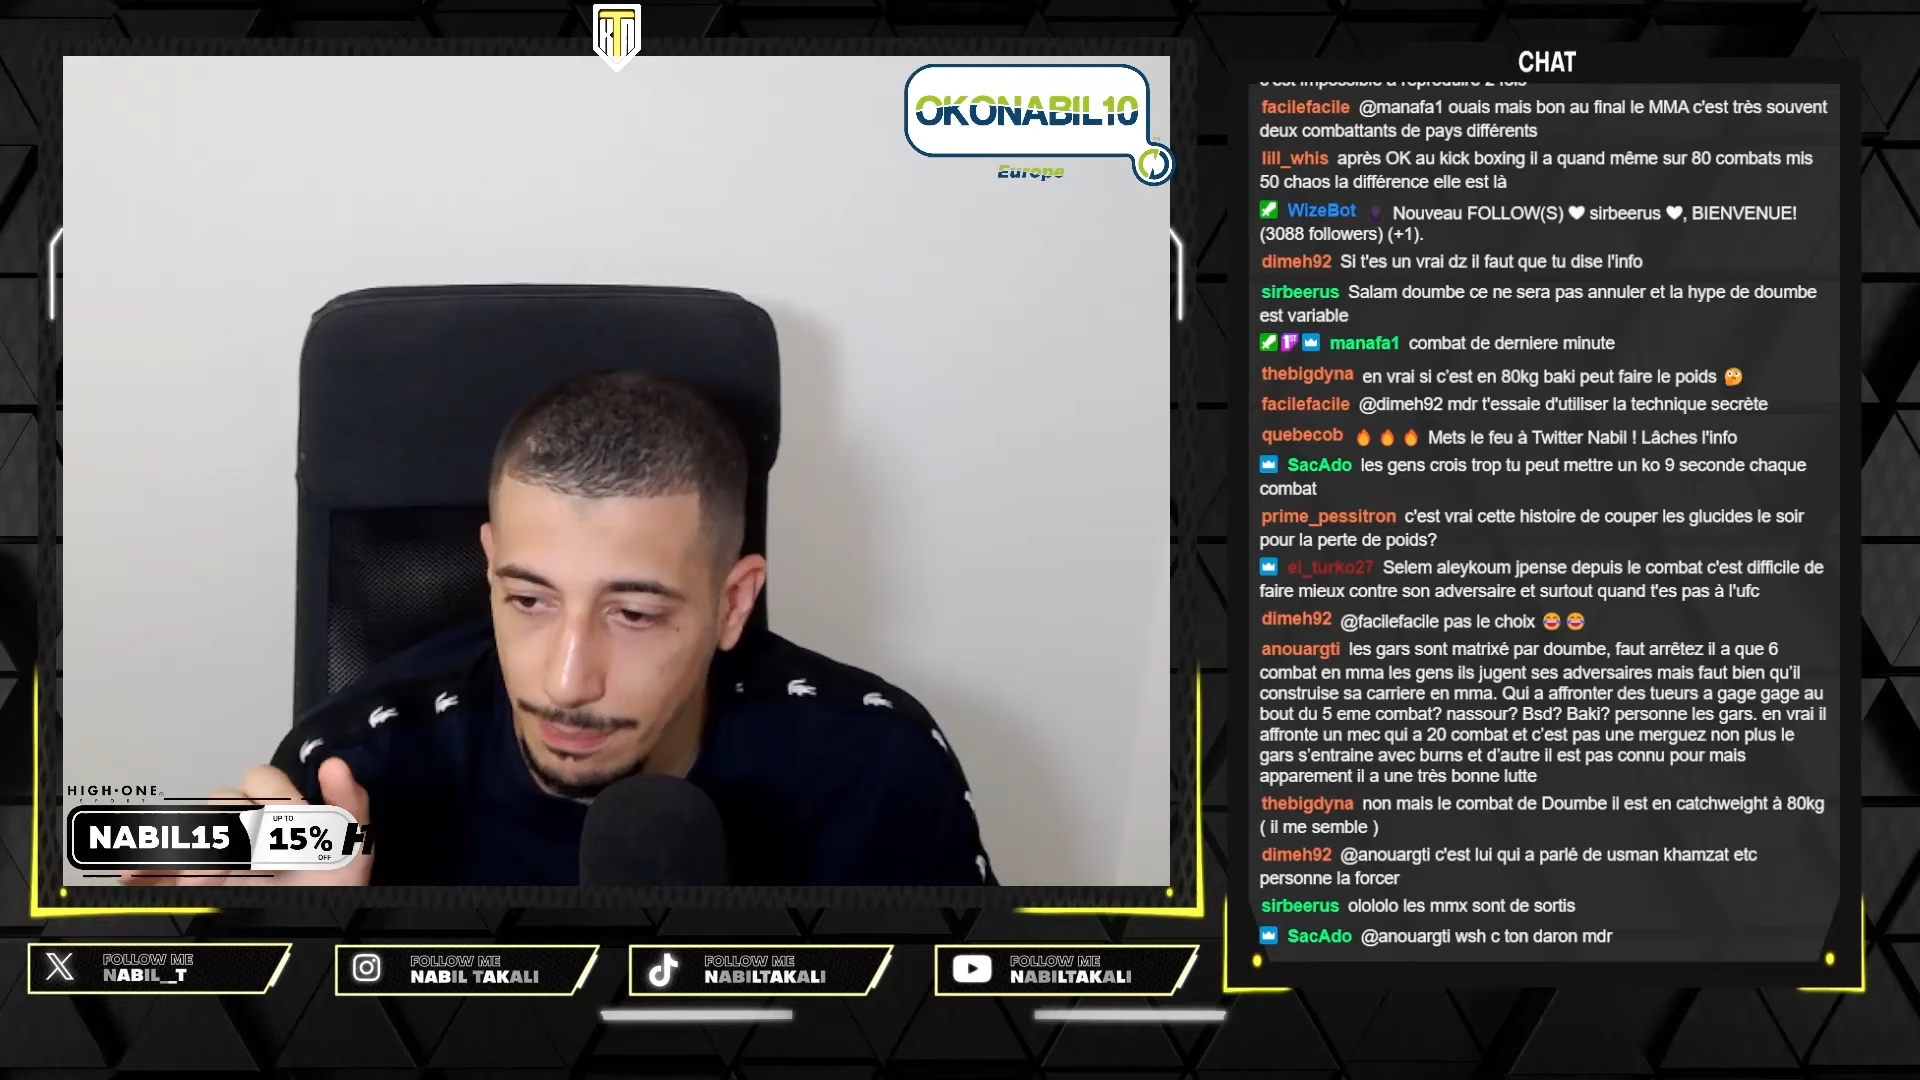 KTN
OKONABIL10
Europe
HIGH·ONE
SPORT
NABIL15
UP TO
15%
OFF
FOLLOW ME
NABIL__T
FOLLOW ME
NABIL TAKALI
FOLLOW ME
NABILTAKALI
FOLLOW ME
NABILTAKALI
CHAT
c'est impossible a reproduire 2 fois
facilefacile @manafa1 ouais mais bon au final le MMA c'est très souvent
deux combattants de pays différents
lill_whis après OK au kick boxing il a quand même sur 80 combats mis
50 chaos la différence elle est là
WizeBot Nouveau FOLLOW(S) ♥ sirbeerus ♥, BIENVENUE!
(3088 followers) (+1).
dimeh92 Si t'es un vrai dz il faut que tu dise l'info
sirbeerus Salam doumbe ce ne sera pas annuler et la hype de doumbe
est variable
1ST manafa1 combat de derniere minute
thebigdyna en vrai si c'est en 80kg baki peut faire le poids 🤔
facilefacile @dimeh92 mdr t'essaie d'utiliser la technique secrète
quebecob 🔥 🔥 🔥 Mets le feu à Twitter Nabil ! Lâches l'info
SacAdo les gens crois trop tu peut mettre un ko 9 seconde chaque
combat
prime_pessitron c'est vrai cette histoire de couper les glucides le soir
pour la perte de poids?
el_turko27 Selem aleykoum jpense depuis le combat c'est difficile de
faire mieux contre son adversaire et surtout quand t'es pas à l'ufc
dimeh92 @facilefacile pas le choix 😂 😂
anouargti les gars sont matrixé par doumbe, faut arrêtez il a que 6
combat en mma les gens ils jugent ses adversaires mais faut bien qu'il
construise sa carriere en mma. Qui a affronter des tueurs a gage gage au
bout du 5 eme combat? nassour? Bsd? Baki? personne les gars. en vrai il
affronte un mec qui a 20 combat et c'est pas une merguez non plus le
gars s'entraine avec burns et d'autre il est pas connu pour mais
apparement il a une très bonne lutte
thebigdyna non mais le combat de Doumbe il est en catchweight à 80kg
( il me semble )
dimeh92 @anouargti c'est lui qui a parlé de usman khamzat etc
personne la forcer
sirbeerus olololo les mmx sont de sortis
SacAdo @anouargti wsh c ton daron mdr